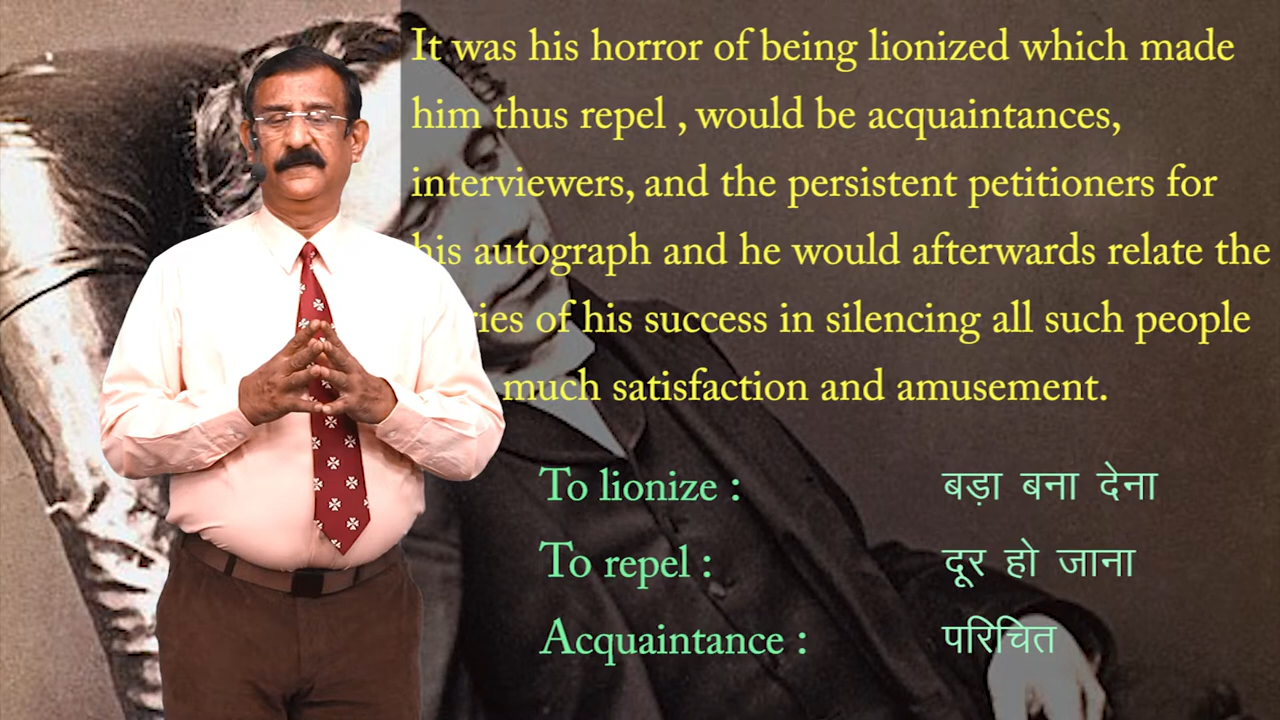 It was his horror of being lionized which made
him thus repel , would be acquaintances,
interviewers, and the persistent petitioners for
his autograph and he would afterwards relate the
of his success in silencing all such people
much satisfaction and amusement.
To lionize : बड़ा बना देना
To repel : दूर हो जाना
Acquaintance : परिचित